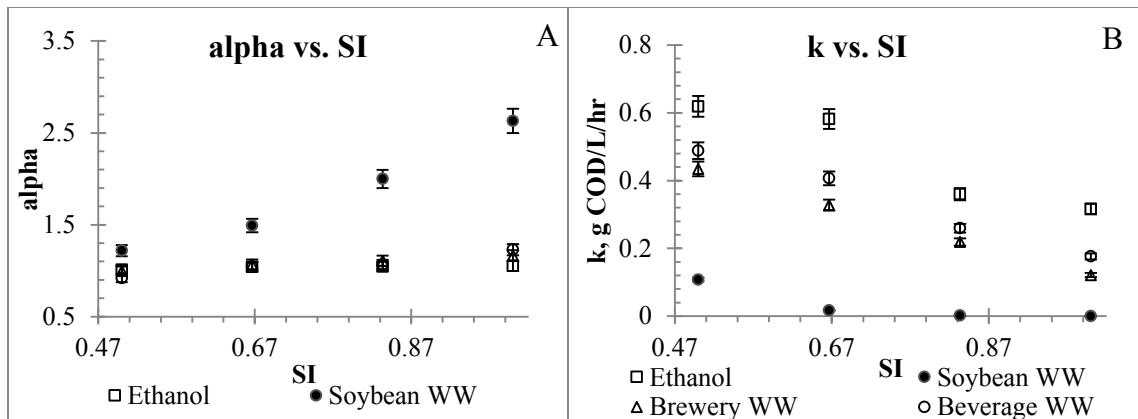 alpha vs. SI
A
3.5
2.5
1.5
0.5
alpha
0.47
0.67
0.87
SI
Ethanol
Soybean WW
k vs. SI
B
0.8
0.6
0.4
0.2
0
k, g COD/L/hr
0.47
0.67
0.87
SI
Ethanol
Soybean WW
Brewery WW
Beverage WW